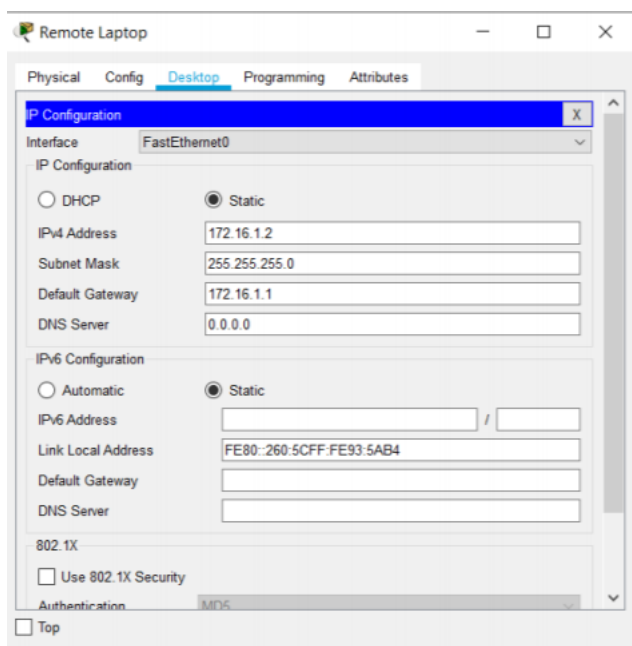 Remote Laptop
Physical Config Desktop Programming Attributes
IP Configuration X
Interface FastEthernet0
IP Configuration
DHCP Static
IPv4 Address 172.16.1.2
Subnet Mask 255.255.255.0
Default Gateway 172.16.1.1
DNS Server 0.0.0.0
IPv6 Configuration
Automatic Static
IPv6 Address /
Link Local Address FE80::260:5CFF:FE93:5AB4
Default Gateway
DNS Server
802.1X
Use 802.1X Security
Authentication MD5
Top